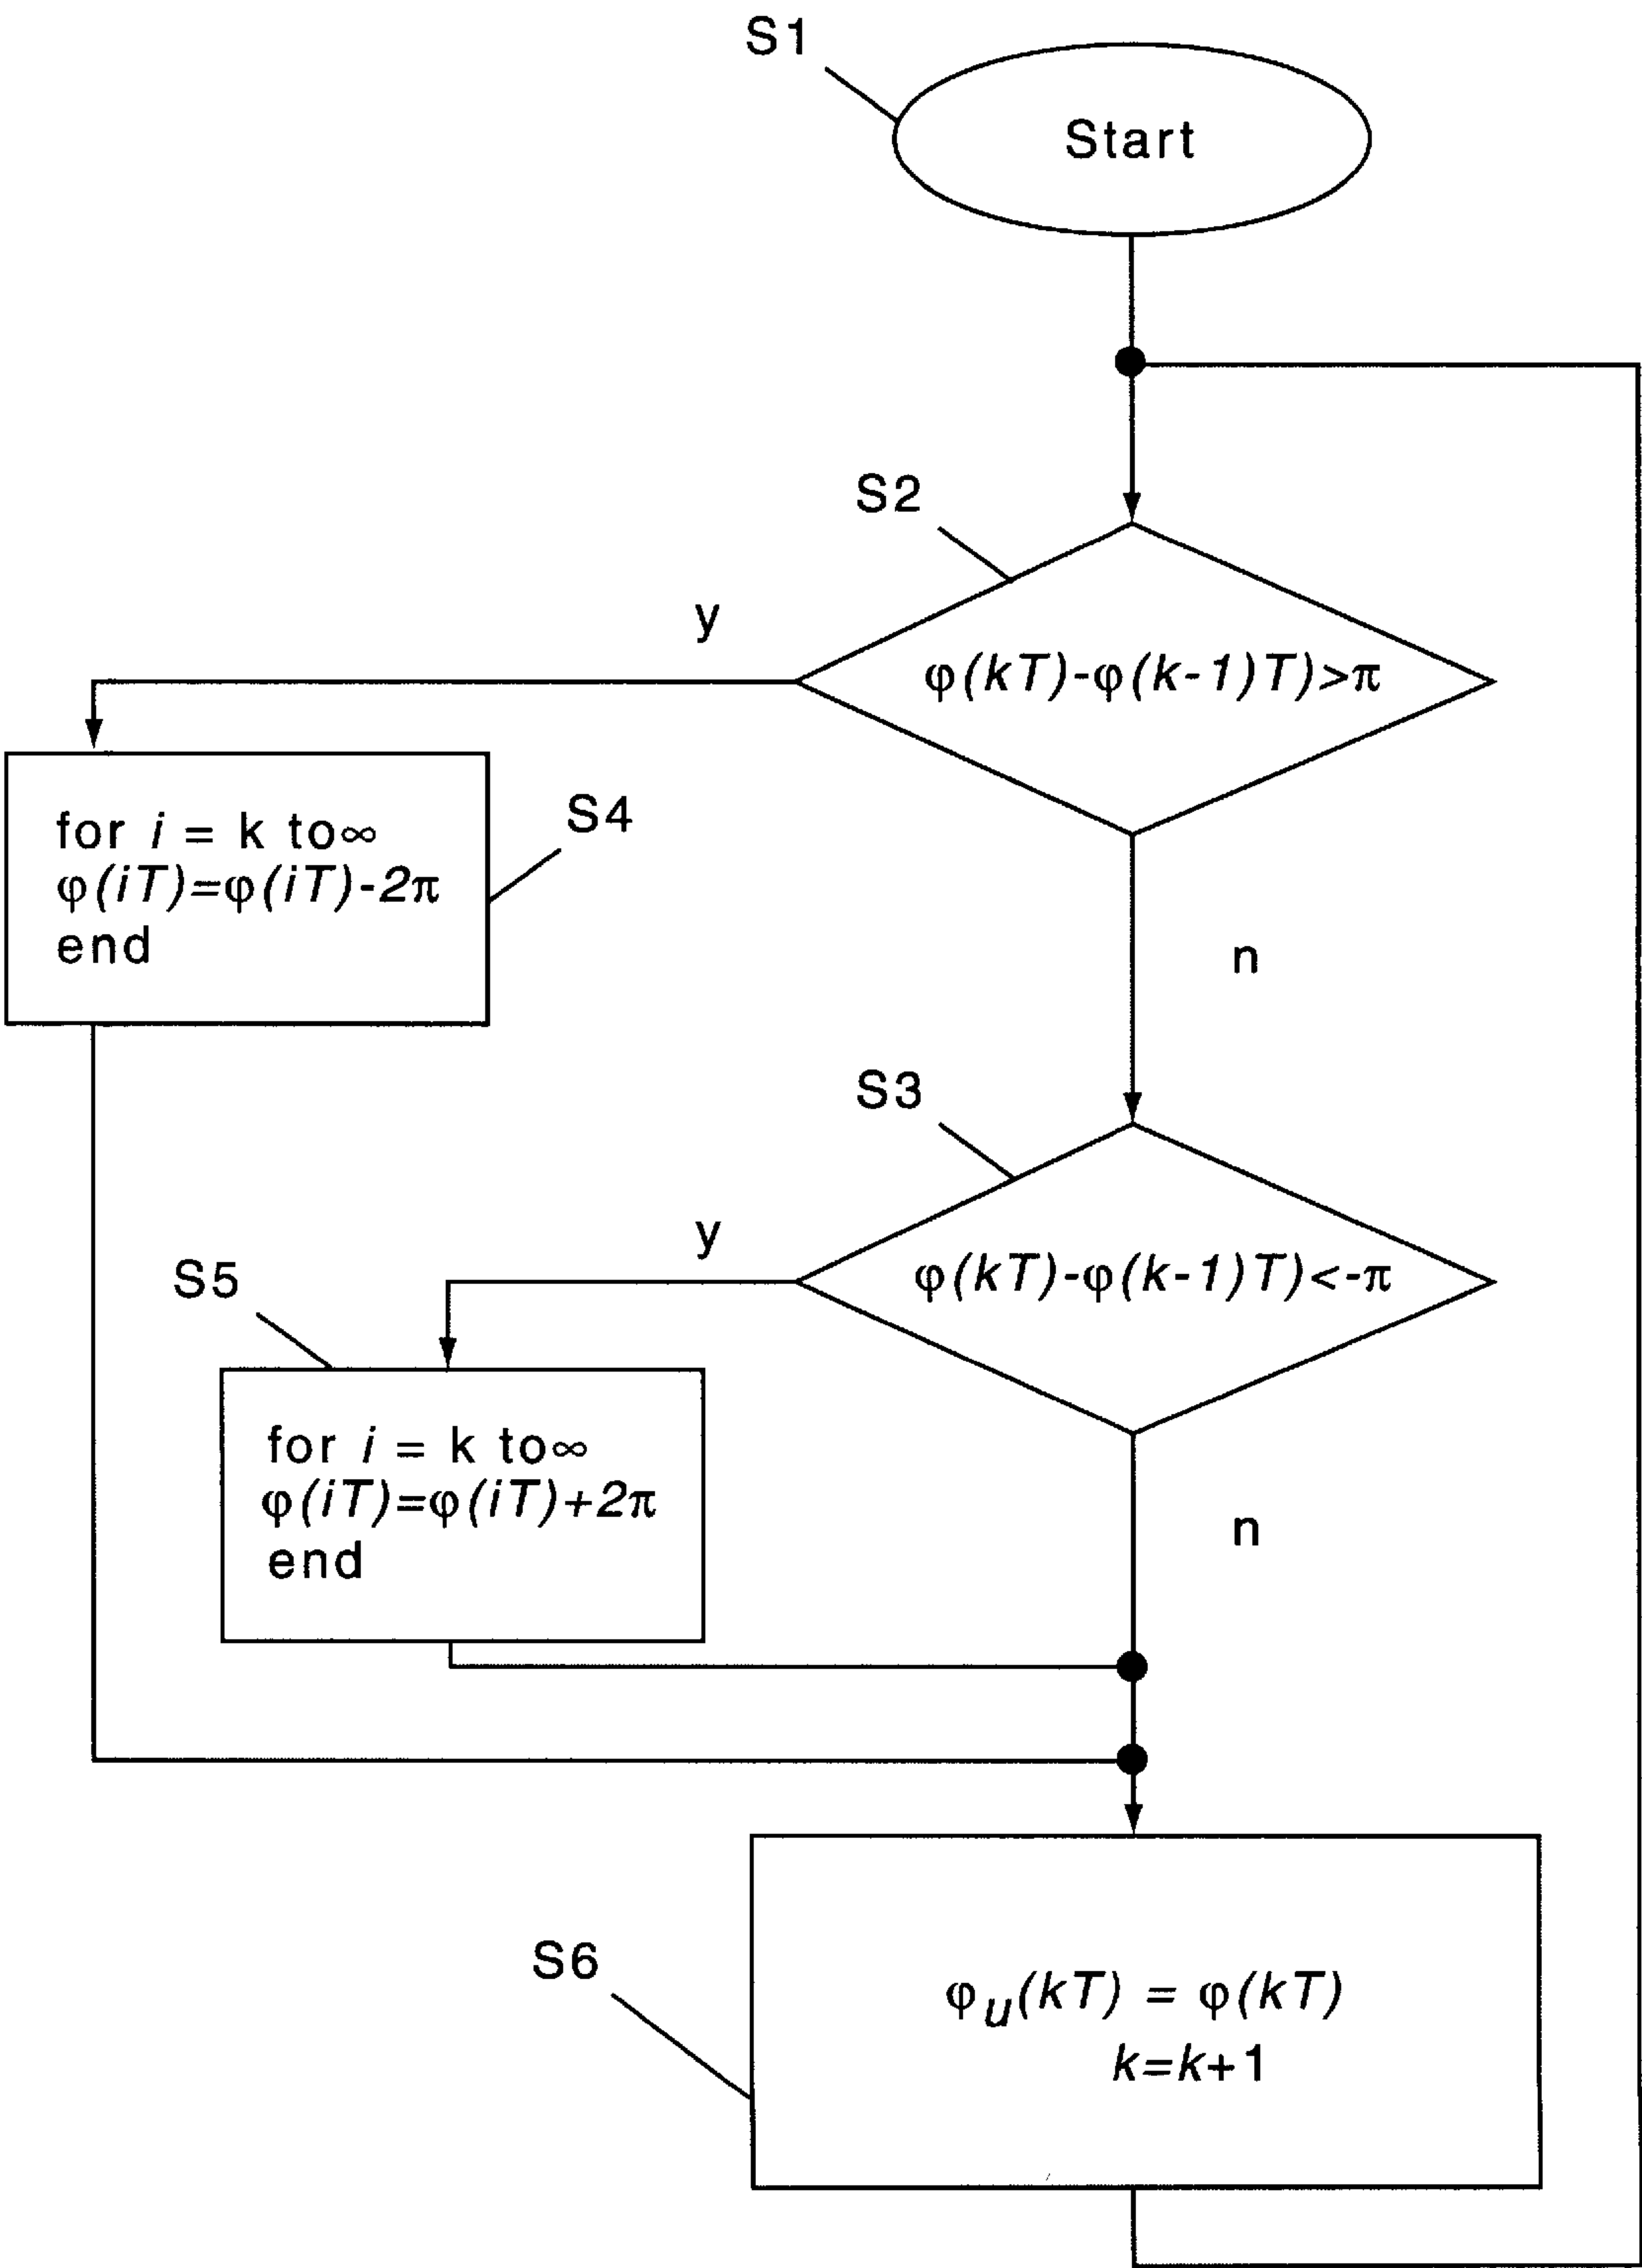 S1
Start
S2
y
φ(kT)-φ(k-1)T)>π
for i = k to∞
φ(iT)=φ(iT)-2π
end
S4
n
S3
y
φ(kT)-φ(k-1)T)<-π
S5
for i = k to∞
φ(iT)=φ(iT)+2π
end
n
S6
φu(kT) = φ(kT)
k=k+1